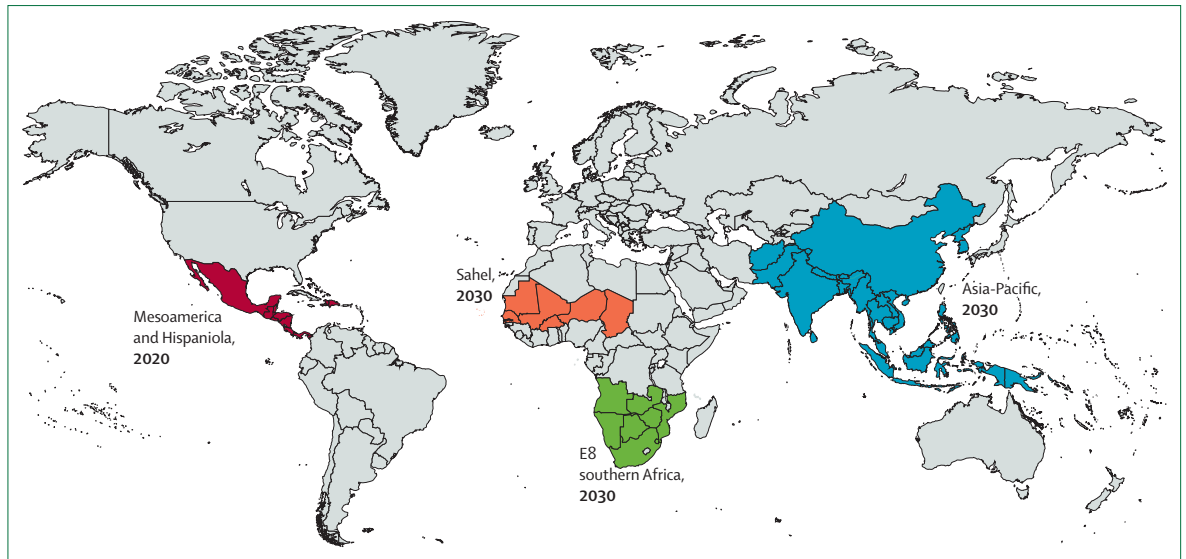 Sahel,
2030
Asia-Pacific,
2030
Mesoamerica
and Hispaniola,
2020
E8
southern Africa,
2030